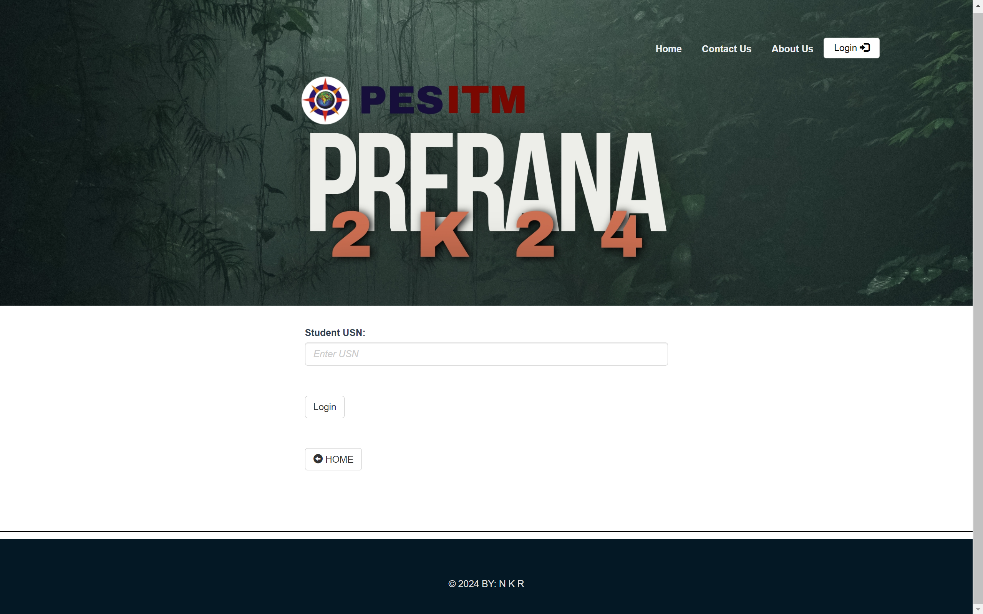 Home Contact Us About Us Login
PESITM
PRERANA
2 K 2 4
Student USN:
Enter USN
Login
HOME
© 2024 BY: N K R